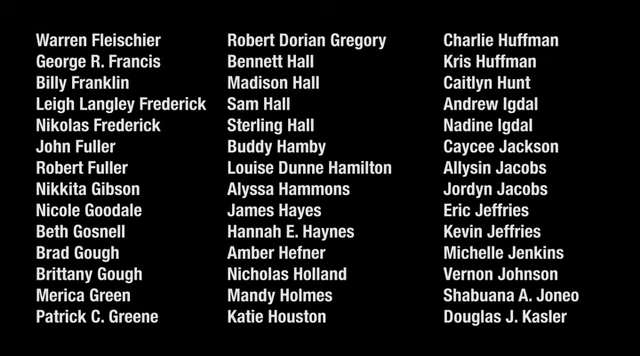 Warren Fleischier
George R. Francis
Billy Franklin
Leigh Langley Frederick
Nikolas Frederick
John Fuller
Robert Fuller
Nikkita Gibson
Nicole Goodale
Beth Gosnell
Brad Gough
Brittany Gough
Merica Green
Patrick C. Greene
Robert Dorian Gregory
Bennett Hall
Madison Hall
Sam Hall
Sterling Hall
Buddy Hamby
Louise Dunne Hamilton
Alyssa Hammons
James Hayes
Hannah E. Haynes
Amber Hefner
Nicholas Holland
Mandy Holmes
Katie Houston
Charlie Huffman
Kris Huffman
Caitlyn Hunt
Andrew Igdal
Nadine Igdal
Caycee Jackson
Allysin Jacobs
Jordyn Jacobs
Eric Jeffries
Kevin Jeffries
Michelle Jenkins
Vernon Johnson
Shabuana A. Joneo
Douglas J. Kasler